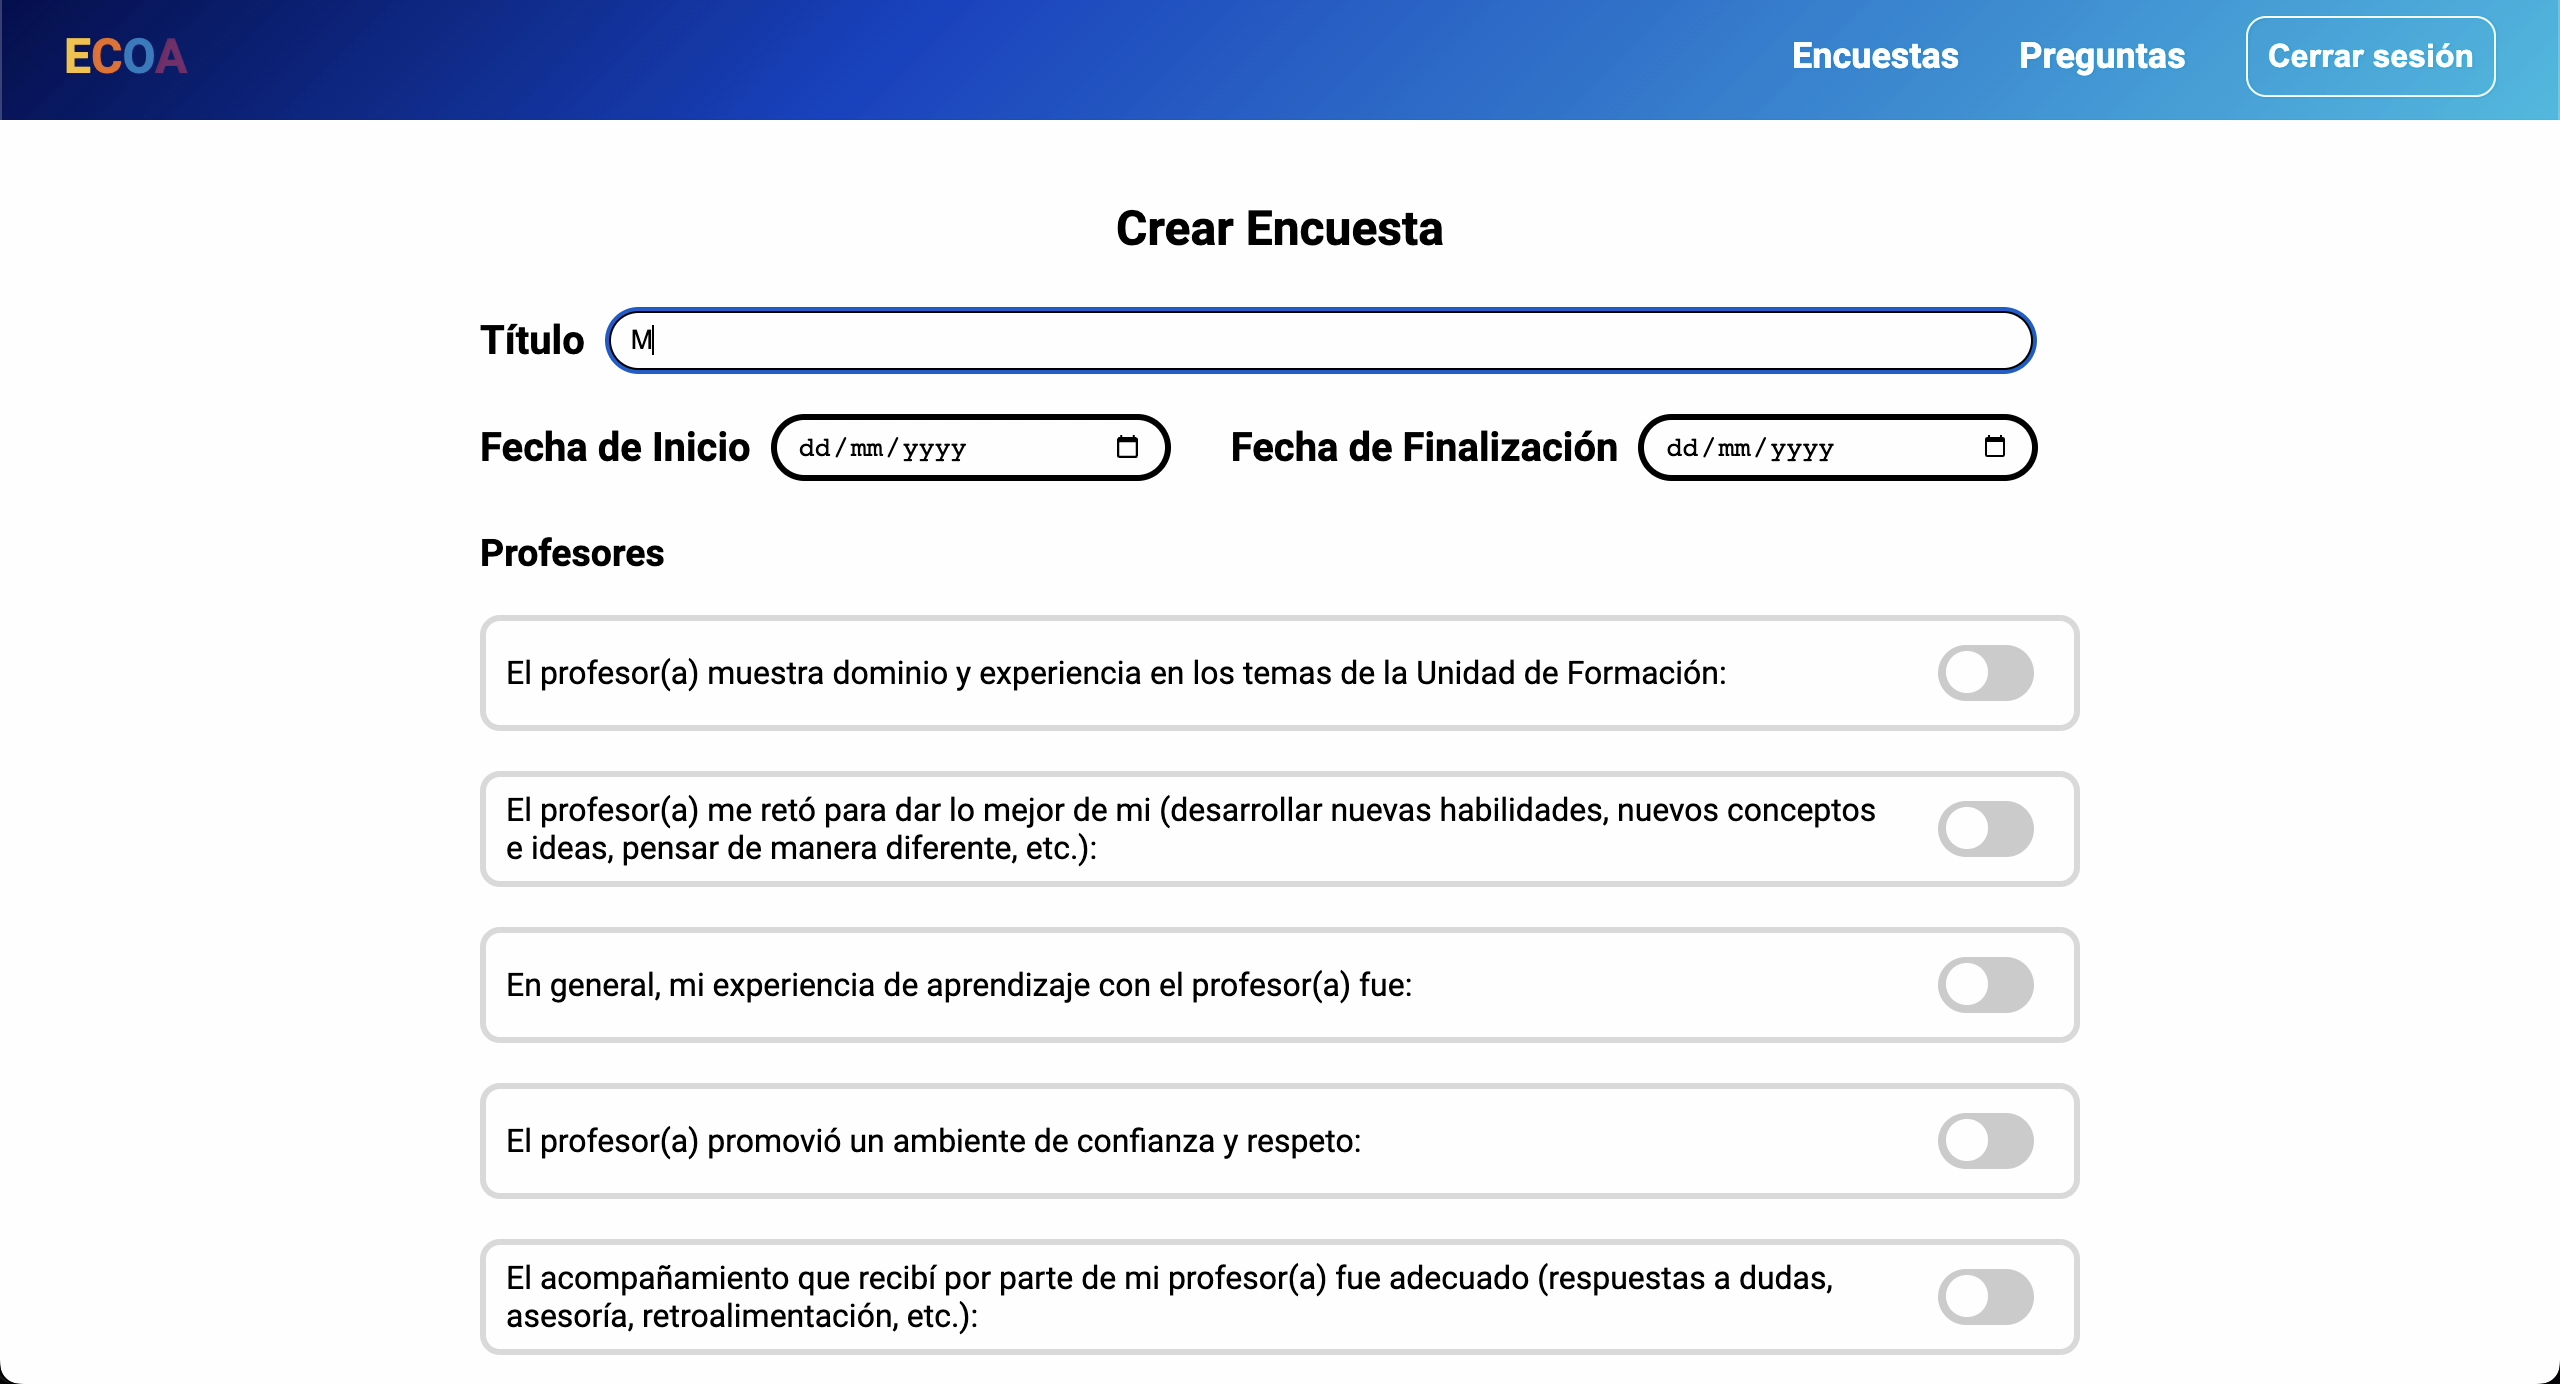 ECOA
Encuestas
Preguntas
Cerrar sesión
Crear Encuesta
Título
M
Fecha de Inicio
dd/mm/yyyy
Fecha de Finalización
dd/mm/yyyy
Profesores
El profesor(a) muestra dominio y experiencia en los temas de la Unidad de Formación:
El profesor(a) me retó para dar lo mejor de mi (desarrollar nuevas habilidades, nuevos conceptos
e ideas, pensar de manera diferente, etc.):
En general, mi experiencia de aprendizaje con el profesor(a) fue:
El profesor(a) promovió un ambiente de confianza y respeto:
El acompañamiento que recibí por parte de mi profesor(a) fue adecuado (respuestas a dudas,
asesoría, retroalimentación, etc.):